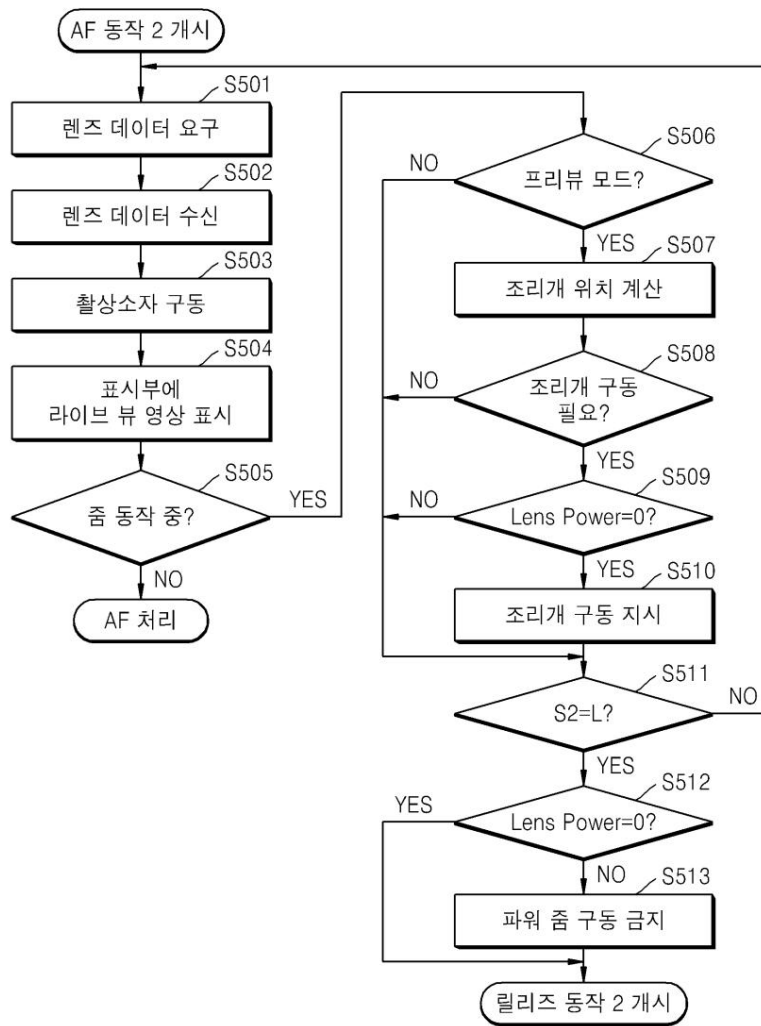 AF 동작 2 개시
S501
렌즈 데이터 요구
S502
렌즈 데이터 수신
S503
촬상소자 구동
S504
표시부에
라이브 뷰 영상 표시
S505
줌 동작 중?
YES
NO
AF 처리
S506
프리뷰 모드?
NO
YES
S507
조리개 위치 계산
S508
조리개 구동
필요?
NO
YES
S509
Lens Power=0?
NO
YES
S510
조리개 구동 지시
S511
S2=L?
NO
YES
S512
Lens Power=0?
YES
NO
S513
파워 줌 구동 금지
릴리즈 동작 2 개시